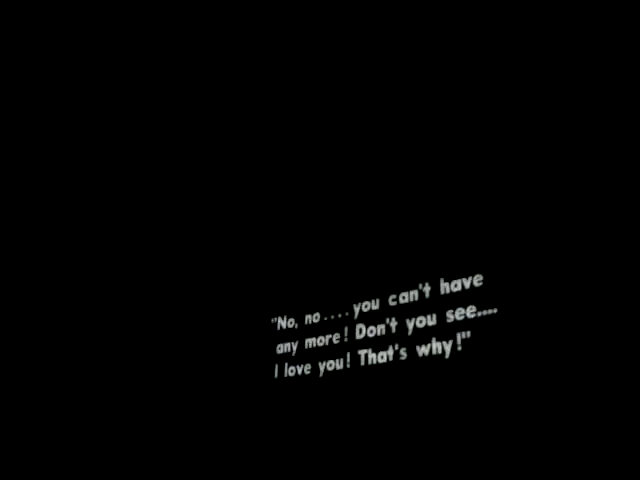 "No, no....you can't have
any more! Don't you see....
I love you! That's why!"